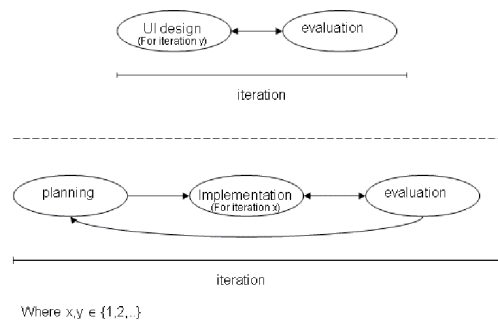 UI design
(For iteration y)
evaluation
iteration
planning
Implementation
(For iteration x)
evaluation
iteration
Where x,y ∈ {1,2,..}